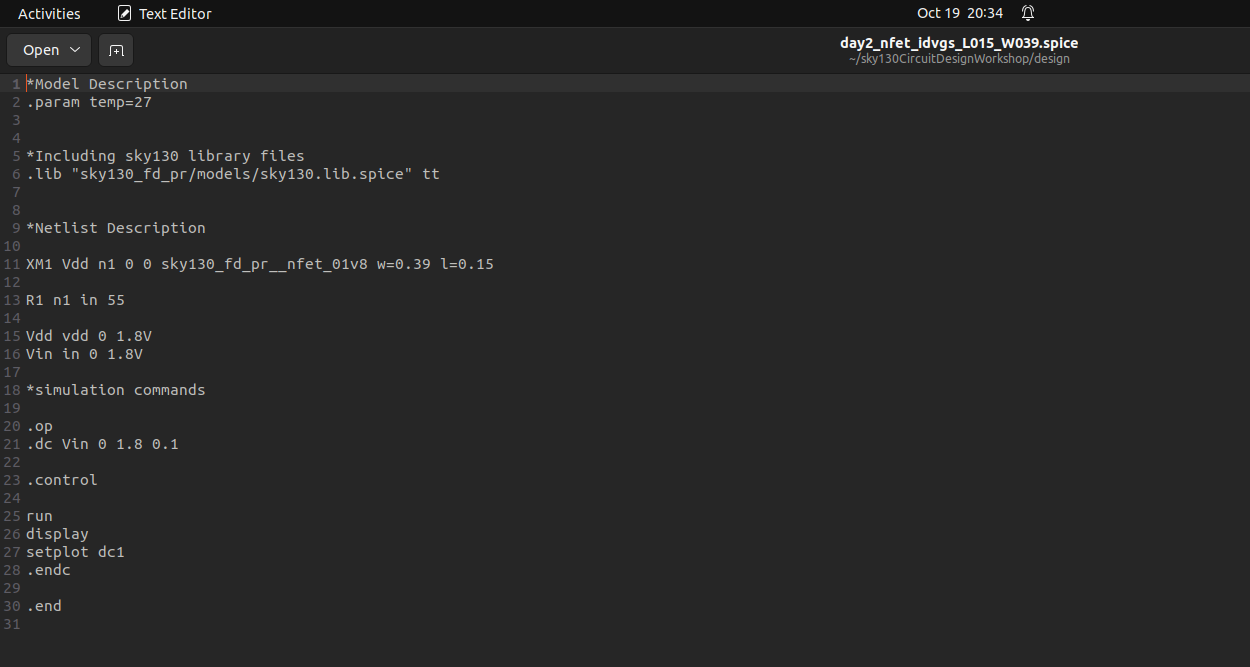 Activities Text Editor Oct 19 20:34
Open day2_nfet_idvgs_L015_W039.spice
~/sky130CircuitDesignWorkshop/design
1 *Model Description
2 .param temp=27
3
4
5 *Including sky130 library files
6 .lib "sky130_fd_pr/models/sky130.lib.spice" tt
7
8
9 *Netlist Description
10
11 XM1 Vdd n1 0 0 sky130_fd_pr__nfet_01v8 w=0.39 l=0.15
12
13 R1 n1 in 55
14
15 Vdd vdd 0 1.8V
16 Vin in 0 1.8V
17
18 *simulation commands
19
20 .op
21 .dc Vin 0 1.8 0.1
22
23 .control
24
25 run
26 display
27 setplot dc1
28 .endc
29
30 .end
31